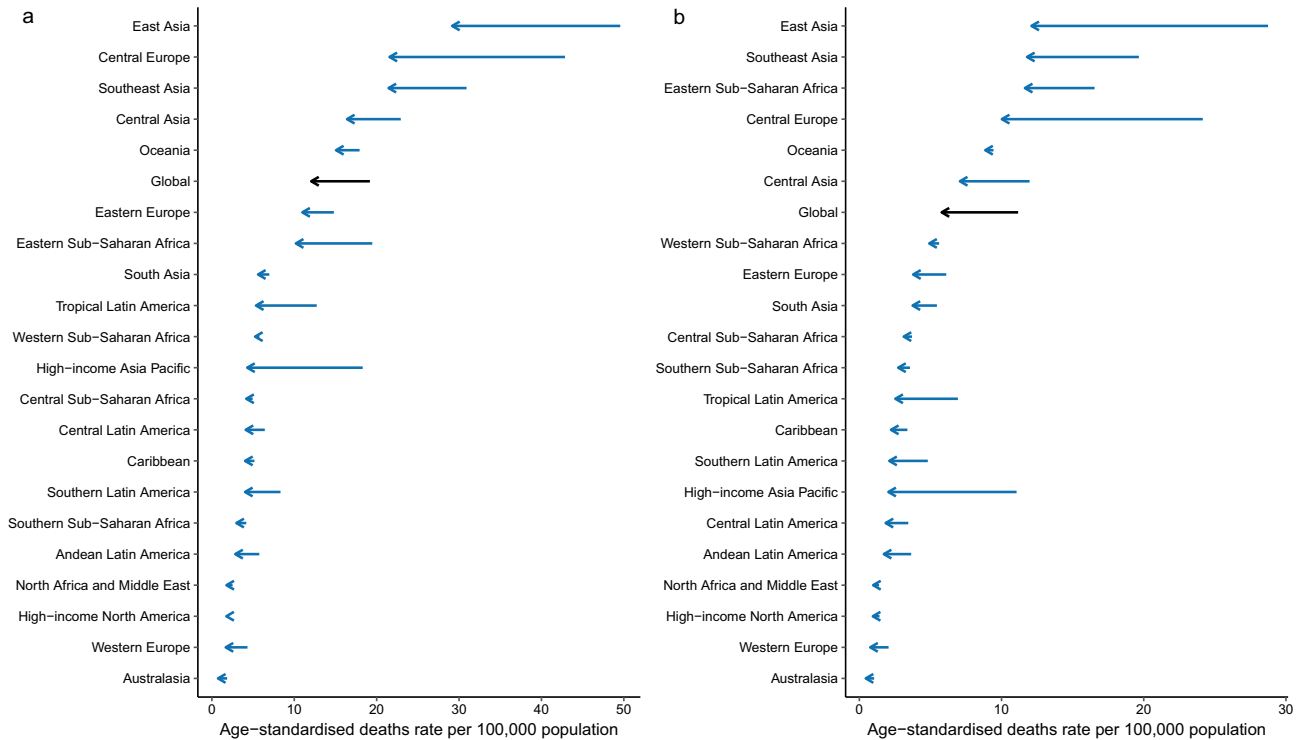 a
East Asia
Central Europe
Southeast Asia
Central Asia
Oceania
Global
Eastern Europe
Eastern Sub−Saharan Africa
South Asia
Tropical Latin America
Western Sub−Saharan Africa
High−income Asia Pacific
Central Sub−Saharan Africa
Central Latin America
Caribbean
Southern Latin America
Southern Sub−Saharan Africa
Andean Latin America
North Africa and Middle East
High−income North America
Western Europe
Australasia
0 10 20 30 40 50
Age−standardised deaths rate per 100,000 population
b
East Asia
Southeast Asia
Eastern Sub−Saharan Africa
Central Europe
Oceania
Central Asia
Global
Western Sub−Saharan Africa
Eastern Europe
South Asia
Central Sub−Saharan Africa
Southern Sub−Saharan Africa
Tropical Latin America
Caribbean
Southern Latin America
High−income Asia Pacific
Central Latin America
Andean Latin America
North Africa and Middle East
High−income North America
Western Europe
Australasia
0 10 20 30
Age−standardised deaths rate per 100,000 population